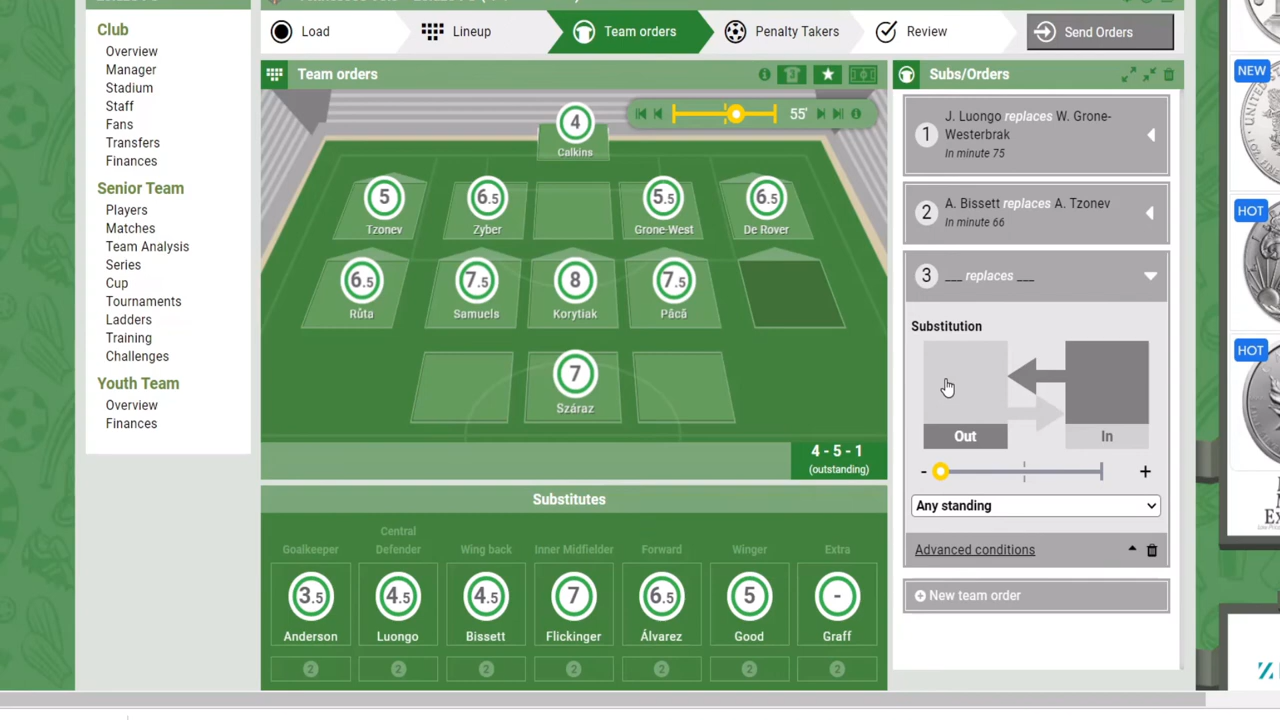 Club
Overview
Manager
Stadium
Staff
Fans
Transfers
Finances
Senior Team
Players
Matches
Team Analysis
Series
Cup
Tournaments
Ladders
Training
Challenges
Youth Team
Overview
Finances
Load
Lineup
Team orders
Penalty Takers
Review
Send Orders
Team orders
55'
4
Calkins
5
Tzonev
6.5
Zyber
5.5
Grone-West
6.5
De Rover
6.5
Růta
7.5
Samuels
8
Korytiak
7.5
Pâcă
7
Száraz
4 - 5 - 1
(outstanding)
Substitutes
Goalkeeper
3.5
Anderson
2
Central
Defender
4.5
Luongo
2
Wing back
4.5
Bissett
2
Inner Midfielder
7
Flickinger
2
Forward
6.5
Álvarez
2
Winger
5
Good
2
Extra
-
Graff
2
Subs/Orders
1
J. Luongo replaces W. Grone-
Westerbrak
In minute 75
2
A. Bissett replaces A. Tzonev
In minute 66
3
___ replaces ___
Substitution
Out
In
- +
Any standing
Advanced conditions
New team order
NEW
HOT
HOT